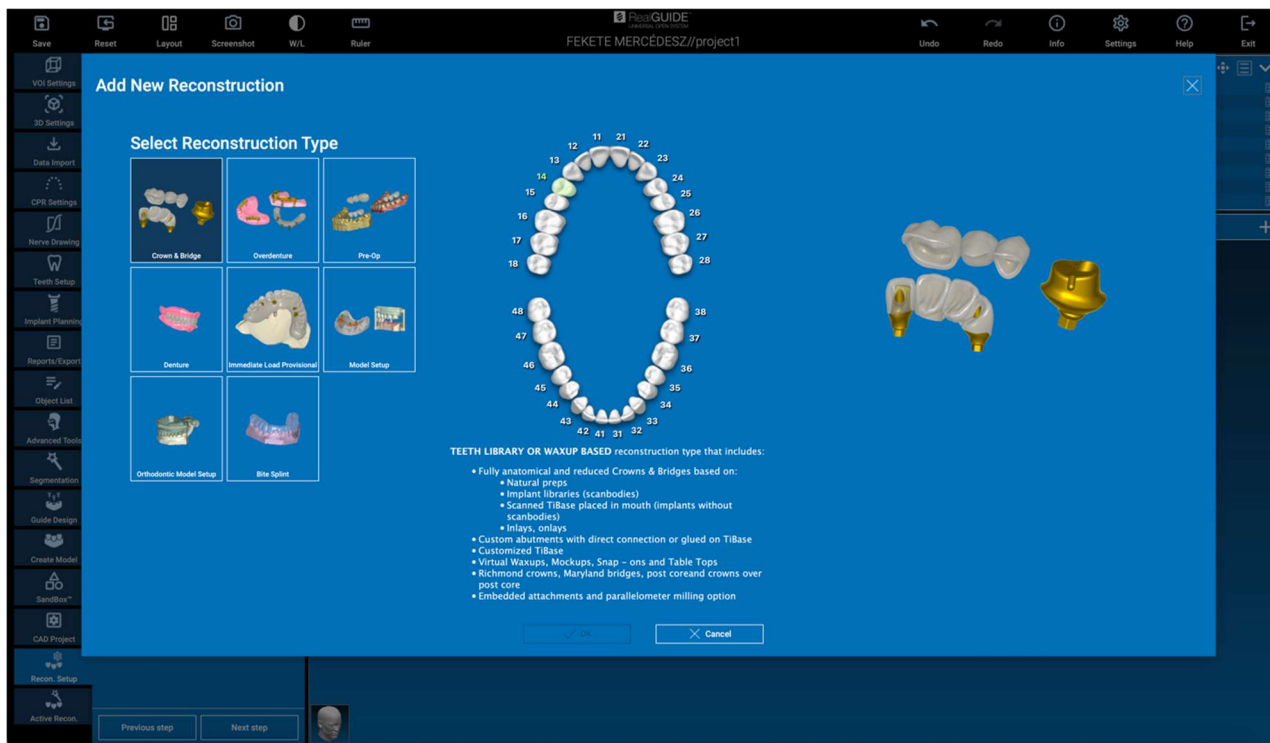 RealGUIDE™
UNIVERSAL OPEN SYSTEM
Save
Reset
Layout
Screenshot
W/L
Ruler
FEKETE MERCÉDESZ//project1
Undo
Redo
Info
Settings
Help
Exit
VOI Settings
3D Settings
Data Import
CPR Settings
Nerve Drawing
Teeth Setup
Implant Planning
Reports/Export
Object List
Advanced Tools
Segmentation
Guide Design
Create Model
SandBox™
CAD Project
Recon. Setup
Active Recon.
Add New Reconstruction
Select Reconstruction Type
Crown & Bridge
Overdenture
Pre-Op
Denture
Immediate Load Provisional
Model Setup
Orthodontic Model Setup
Bite Splint
11 21
12 22
13 23
14 24
15 25
16 26
17 27
18 28
48 38
47 37
46 36
45 35
44 34
43 33
42 41 31 32
TEETH LIBRARY OR WAXUP BASED reconstruction type that includes:
• Fully anatomical and reduced Crowns & Bridges based on:
• Natural preps
• Implant libraries (scanbodies)
• Scanned TiBase placed in mouth (implants without
scanbodies)
• Inlays, onlays
• Custom abutments with direct connection or glued on TiBase
• Customized TiBase
• Virtual Waxups, Mockups, Snap - ons and Table Tops
• Richmond crowns, Maryland bridges, post coreand crowns over
post core
• Embedded attachments and parallelometer milling option
OK
Cancel
Previous step
Next step